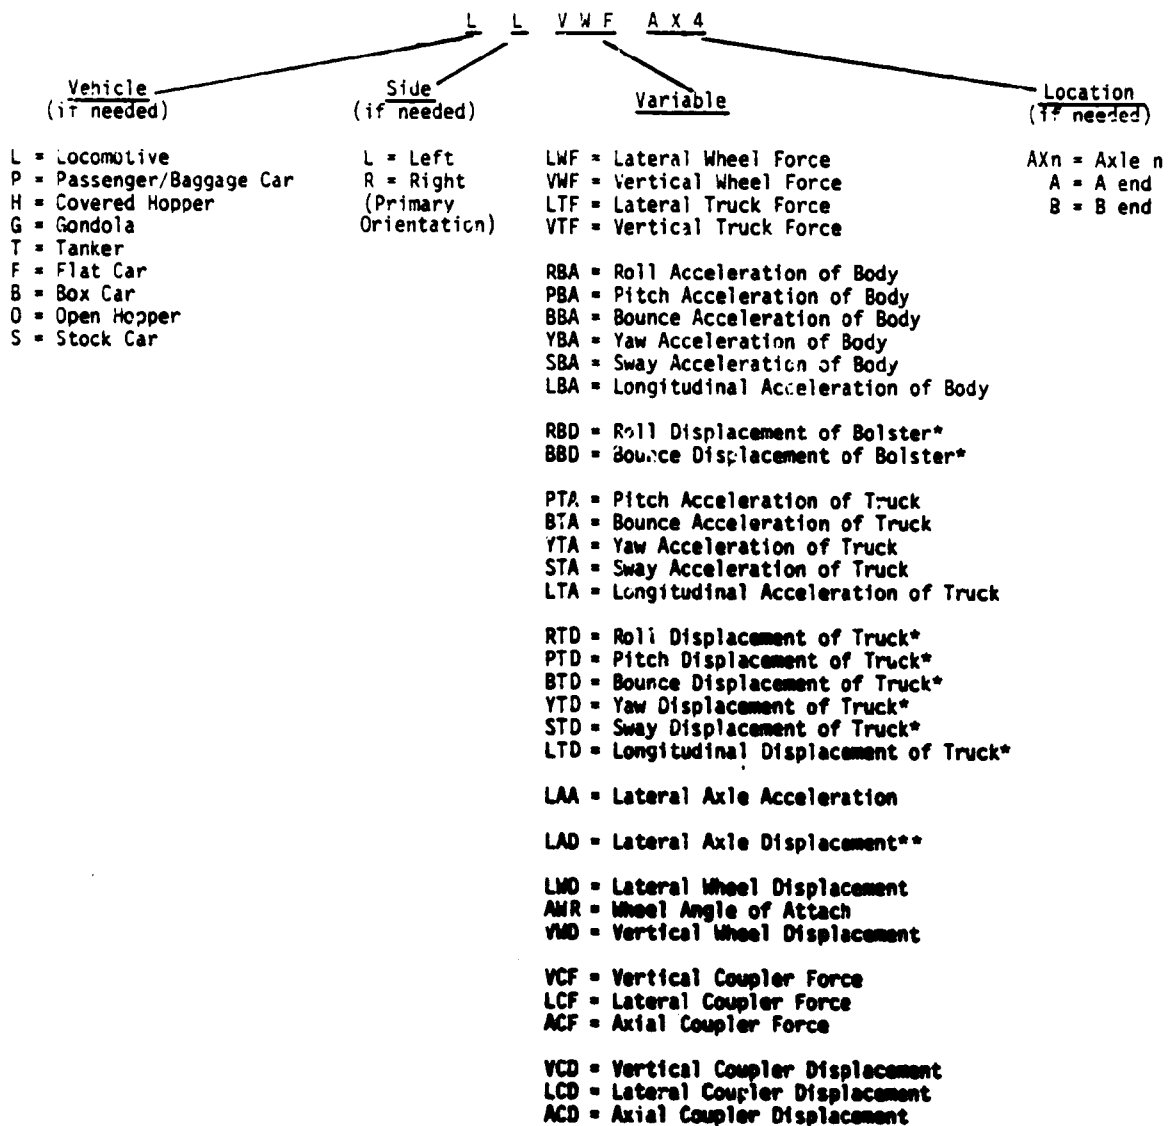 L L V W F A X 4
Vehicle
(if needed)
L = Locomotive
P = Passenger/Baggage Car
H = Covered Hopper
G = Gondola
T = Tanker
F = Flat Car
B = Box Car
O = Open Hopper
S = Stock Car
Side
(if needed)
L = Left
R = Right
(Primary
Orientation)
Variable
LWF = Lateral Wheel Force
VWF = Vertical Wheel Force
LTF = Lateral Truck Force
VTF = Vertical Truck Force
RBA = Roll Acceleration of Body
PBA = Pitch Acceleration of Body
BBA = Bounce Acceleration of Body
YBA = Yaw Acceleration of Body
SBA = Sway Acceleration of Body
LBA = Longitudinal Acceleration of Body
RBD = Roll Displacement of Bolster*
BBD = Bounce Displacement of Bolster*
PTA = Pitch Acceleration of Truck
BTA = Bounce Acceleration of Truck
YTA = Yaw Acceleration of Truck
STA = Sway Acceleration of Truck
LTA = Longitudinal Acceleration of Truck
RTD = Roll Displacement of Truck*
PTD = Pitch Displacement of Truck*
BTD = Bounce Displacement of Truck*
YTD = Yaw Displacement of Truck*
STD = Sway Displacement of Truck*
LTD = Longitudinal Displacement of Truck*
LAA = Lateral Axle Acceleration
LAD = Lateral Axle Displacement**
LWD = Lateral Wheel Displacement
AWR = Wheel Angle of Attach
VWD = Vertical Wheel Displacement
VCF = Vertical Coupler Force
LCF = Lateral Coupler Force
ACF = Axial Coupler Force
VCD = Vertical Coupler Displacement
LCD = Lateral Coupler Displacement
ACD = Axial Coupler Displacement
Location
(if needed)
AXn = Axle n
A = A end
B = B end